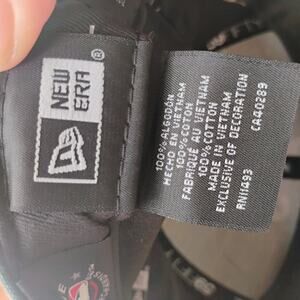 NEW ERA
®
100% ALGODÓN
HECHO EN VIETNAM
100% COTON
FABRIQUÉ AU VIETNAM
100% COTTON
MADE IN VIETNAM
EXCLUSIVE OF DECORATION
RN11493
CA40289